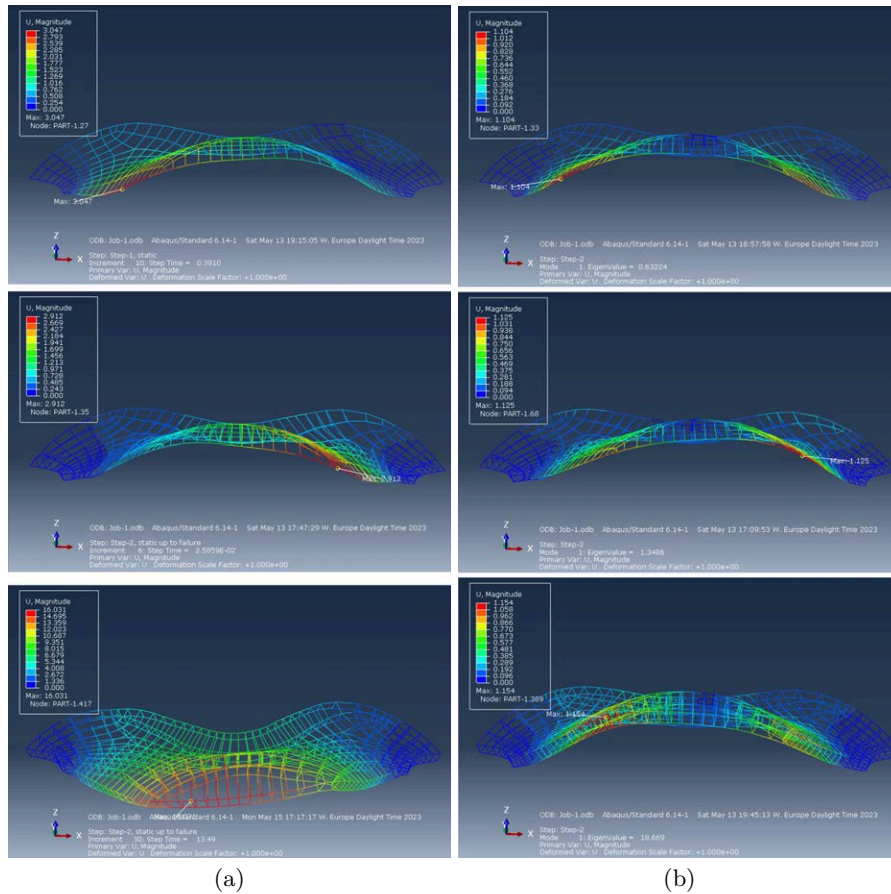 U, Magnitude
3.047
2.793
2.539
2.285
2.031
1.777
1.523
1.269
1.016
0.762
0.508
0.254
0.000
Max: 3.047
Node: PART-1.27
Max: 3.047
ODB: Job-1.odb Abaqus/Standard 6.14-1 Sat May 13 19:15:05 W. Europe Daylight Time 2023
Z
X
Step: Step-1, static
Increment 10: Step Time = 0.3910
Primary Var: U, Magnitude
Deformed Var: U Deformation Scale Factor: +1.000e+00
U, Magnitude
1.104
1.012
0.920
0.828
0.736
0.644
0.552
0.460
0.368
0.276
0.184
0.092
0.000
Max: 1.104
Node: PART-1.33
Max: 1.104
ODB: Job-1.odb Abaqus/Standard 6.14-1 Sat May 13 18:57:58 W. Europe Daylight Time 2023
Z
X
Step: Step-2
Mode 1: EigenValue = 0.63224
Primary Var: U, Magnitude
Deformed Var: U Deformation Scale Factor: +1.000e+00
U, Magnitude
2.912
2.669
2.427
2.184
1.941
1.699
1.456
1.213
0.971
0.728
0.485
0.243
0.000
Max: 2.912
Node: PART-1.35
Max: 2.912
ODB: Job-1.odb Abaqus/Standard 6.14-1 Sat May 13 17:47:29 W. Europe Daylight Time 2023
Z
X
Step: Step-2, static up to failure
Increment 6: Step Time = 2.5859E-02
Primary Var: U, Magnitude
Deformed Var: U Deformation Scale Factor: +1.000e+00
U, Magnitude
1.125
1.031
0.938
0.844
0.750
0.656
0.563
0.469
0.375
0.281
0.188
0.094
0.000
Max: 1.125
Node: PART-1.68
Max: 1.125
ODB: Job-1.odb Abaqus/Standard 6.14-1 Sat May 13 17:09:53 W. Europe Daylight Time 2023
Z
X
Step: Step-2
Mode 1: EigenValue = 1.3486
Primary Var: U, Magnitude
Deformed Var: U Deformation Scale Factor: +1.000e+00
U, Magnitude
16.031
14.695
13.359
12.023
10.687
9.351
8.015
6.679
5.344
4.008
2.672
1.336
0.000
Max: 16.031
Node: PART-1.417
ODB: Job-1.odb Abaqus/Standard 6.14-1 Mon May 15 17:17:17 W. Europe Daylight Time 2023
Z
X
Step: Step-2, static up to failure
Increment 30: Step Time = 13.49
Primary Var: U, Magnitude
Deformed Var: U Deformation Scale Factor: +1.000e+00
U, Magnitude
1.154
1.058
0.962
0.866
0.770
0.673
0.577
0.481
0.385
0.289
0.192
0.096
0.000
Max: 1.154
Node: PART-1.389
Max: 1.154
ODB: Job-1.odb Abaqus/Standard 6.14-1 Sat May 13 19:45:13 W. Europe Daylight Time 2023
Z
X
Step: Step-2
Mode 1: EigenValue = 18.669
Primary Var: U, Magnitude
Deformed Var: U Deformation Scale Factor: +1.000e+00
(a)
(b)